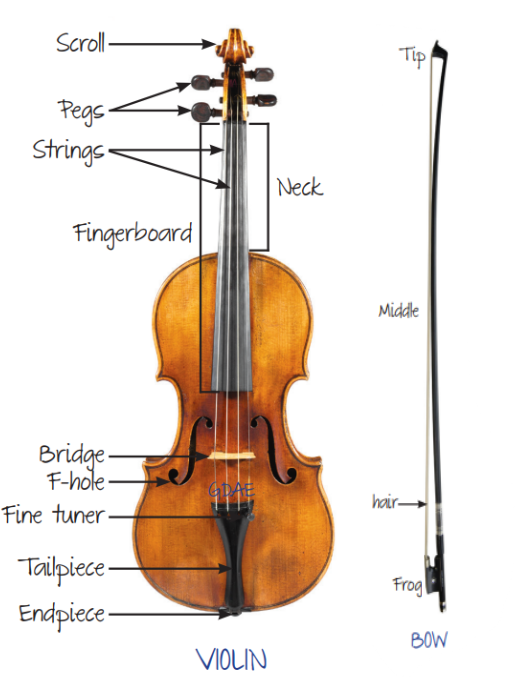 Scroll
Pegs
Strings
Neck
Fingerboard
Bridge
F-hole
GDAE
Fine tuner
Tailpiece
Endpiece
VIOLIN
Tip
Middle
hair
Frog
BOW